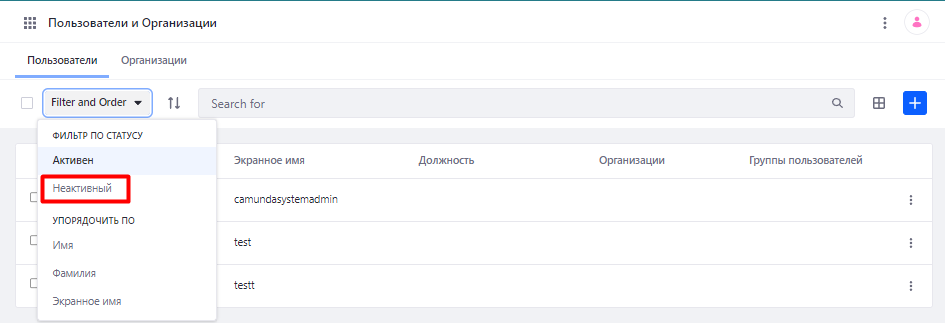 Пользователи и Организации
Пользователи Организации
Filter and Order Search for
ФИЛЬТР ПО СТАТУСУ
Активен
Неактивный
УПОРЯДОЧИТЬ ПО
Имя
Фамилия
Экранное имя
Экранное имя Должность Организации Группы пользователей
camundasystemadmin
test
testt